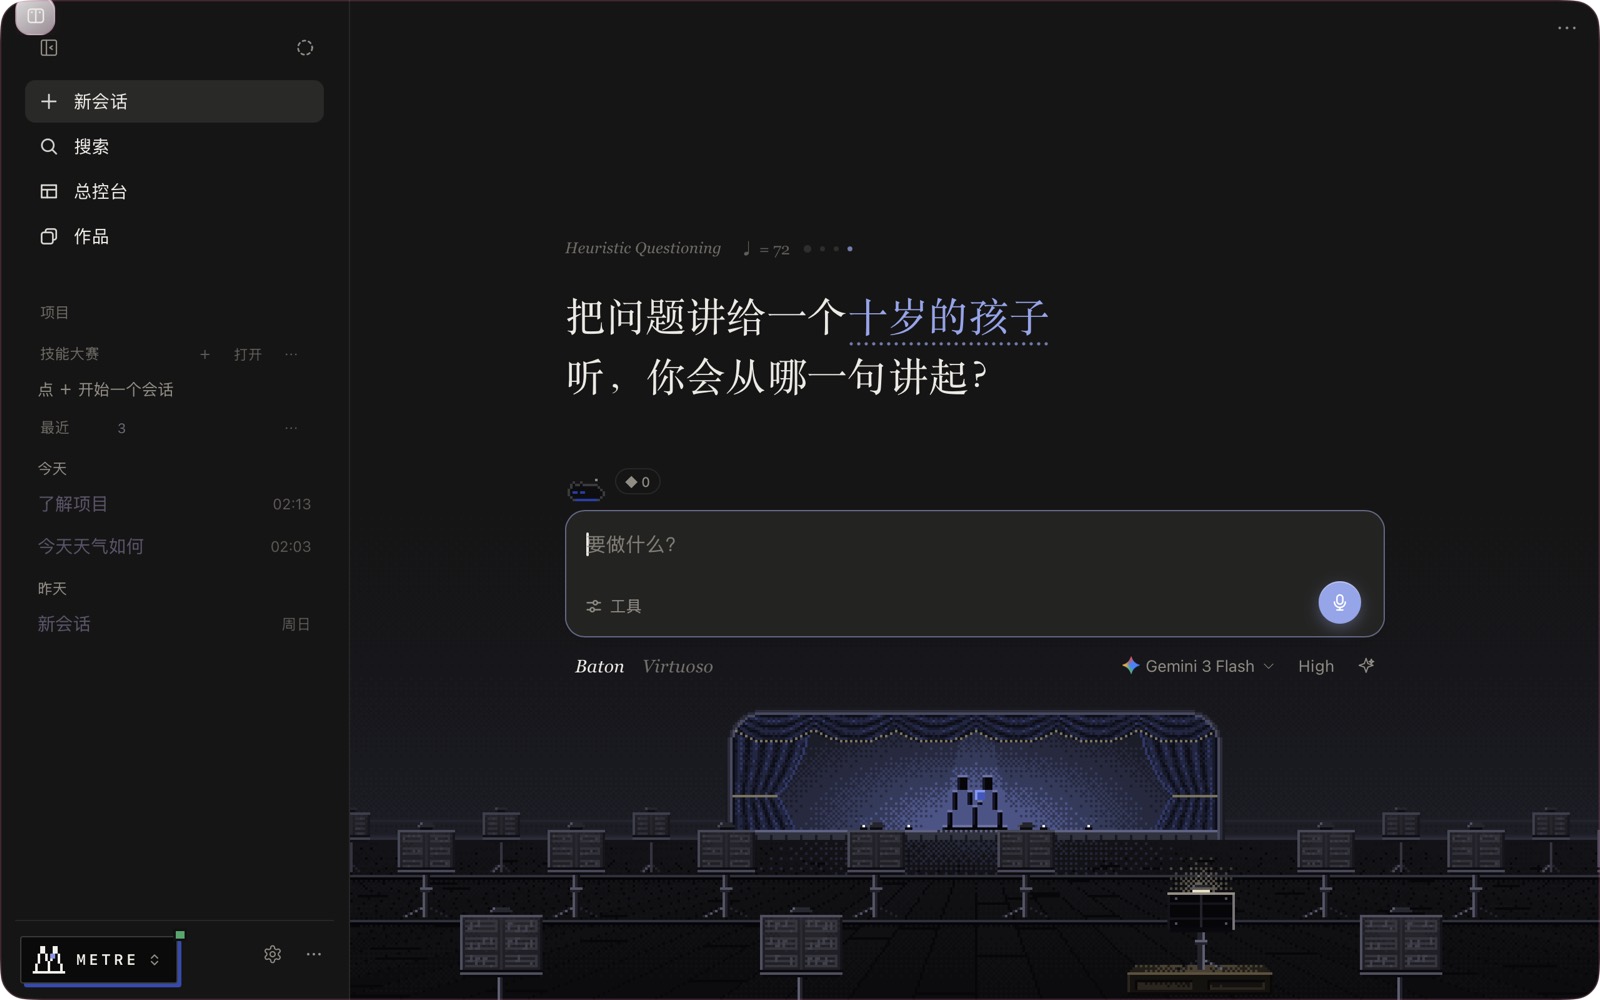 新会话
搜索
总控台
作品
项目
技能大赛 + 打开 ···
点 + 开始一个会话
最近 3 ···
今天
了解项目 02:13
今天天气如何 02:03
昨天
新会话 周日
METRE
Heuristic Questioning ♩ = 72
把问题讲给一个十岁的孩子
听，你会从哪一句讲起？
◆ 0
要做什么？
工具
Baton Virtuoso
Gemini 3 Flash High